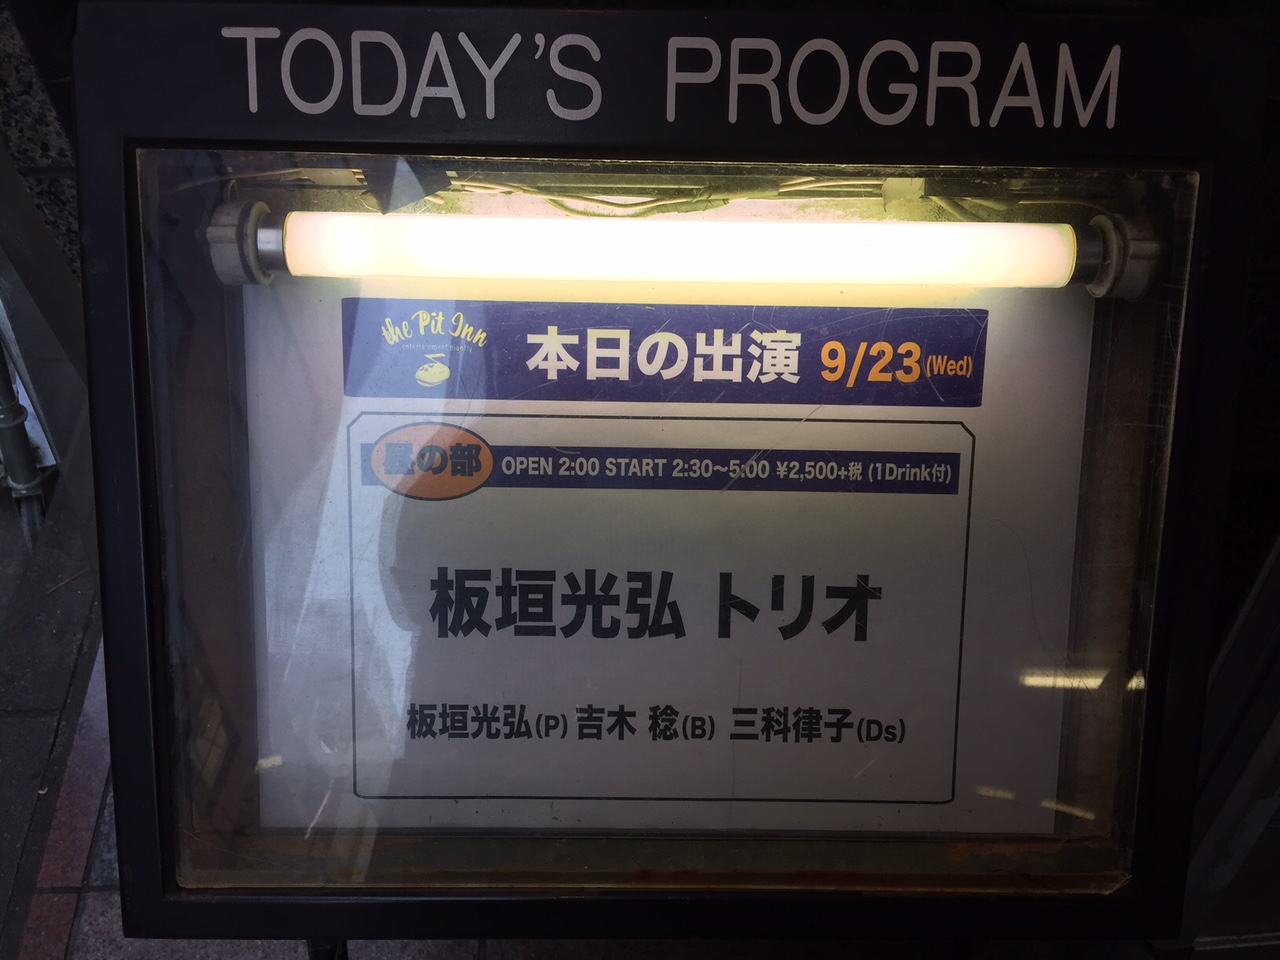 TODAY'S PROGRAM
the Pit Inn
本日の出演 9/23 (Wed)
昼の部 OPEN 2:00 START 2:30〜5:00 ¥2,500+税 (1Drink付)
板垣光弘 トリオ
板垣光弘(P) 吉木 稔(B) 三科律子(Ds)